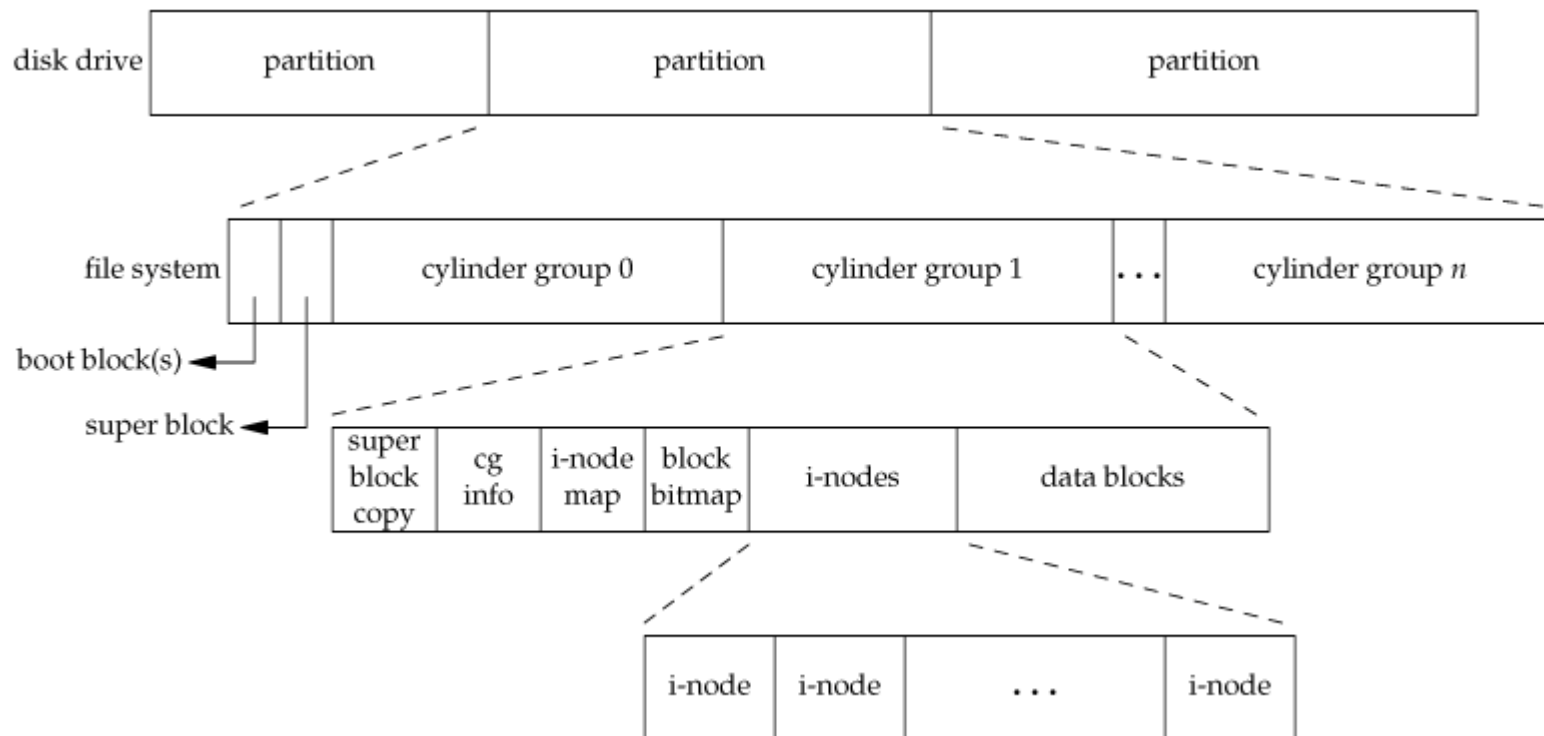 disk drive
partition
partition
partition
file system
cylinder group 0
cylinder group 1
...
cylinder group n
boot block(s)
super block
super
block
copy
cg
info
i-node
map
block
bitmap
i-nodes
data blocks
i-node
i-node
...
i-node